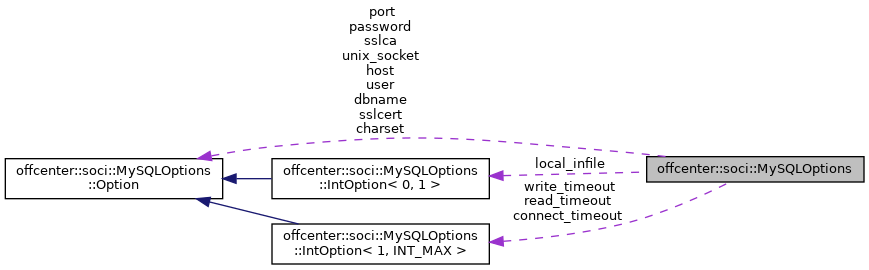 port
password
sslca
unix_socket
host
user
dbname
sslcert
charset
offcenter::soci::MySQLOptions
::Option
offcenter::soci::MySQLOptions
::IntOption< 0, 1 >
local_infile
offcenter::soci::MySQLOptions
write_timeout
read_timeout
connect_timeout
offcenter::soci::MySQLOptions
::IntOption< 1, INT_MAX >